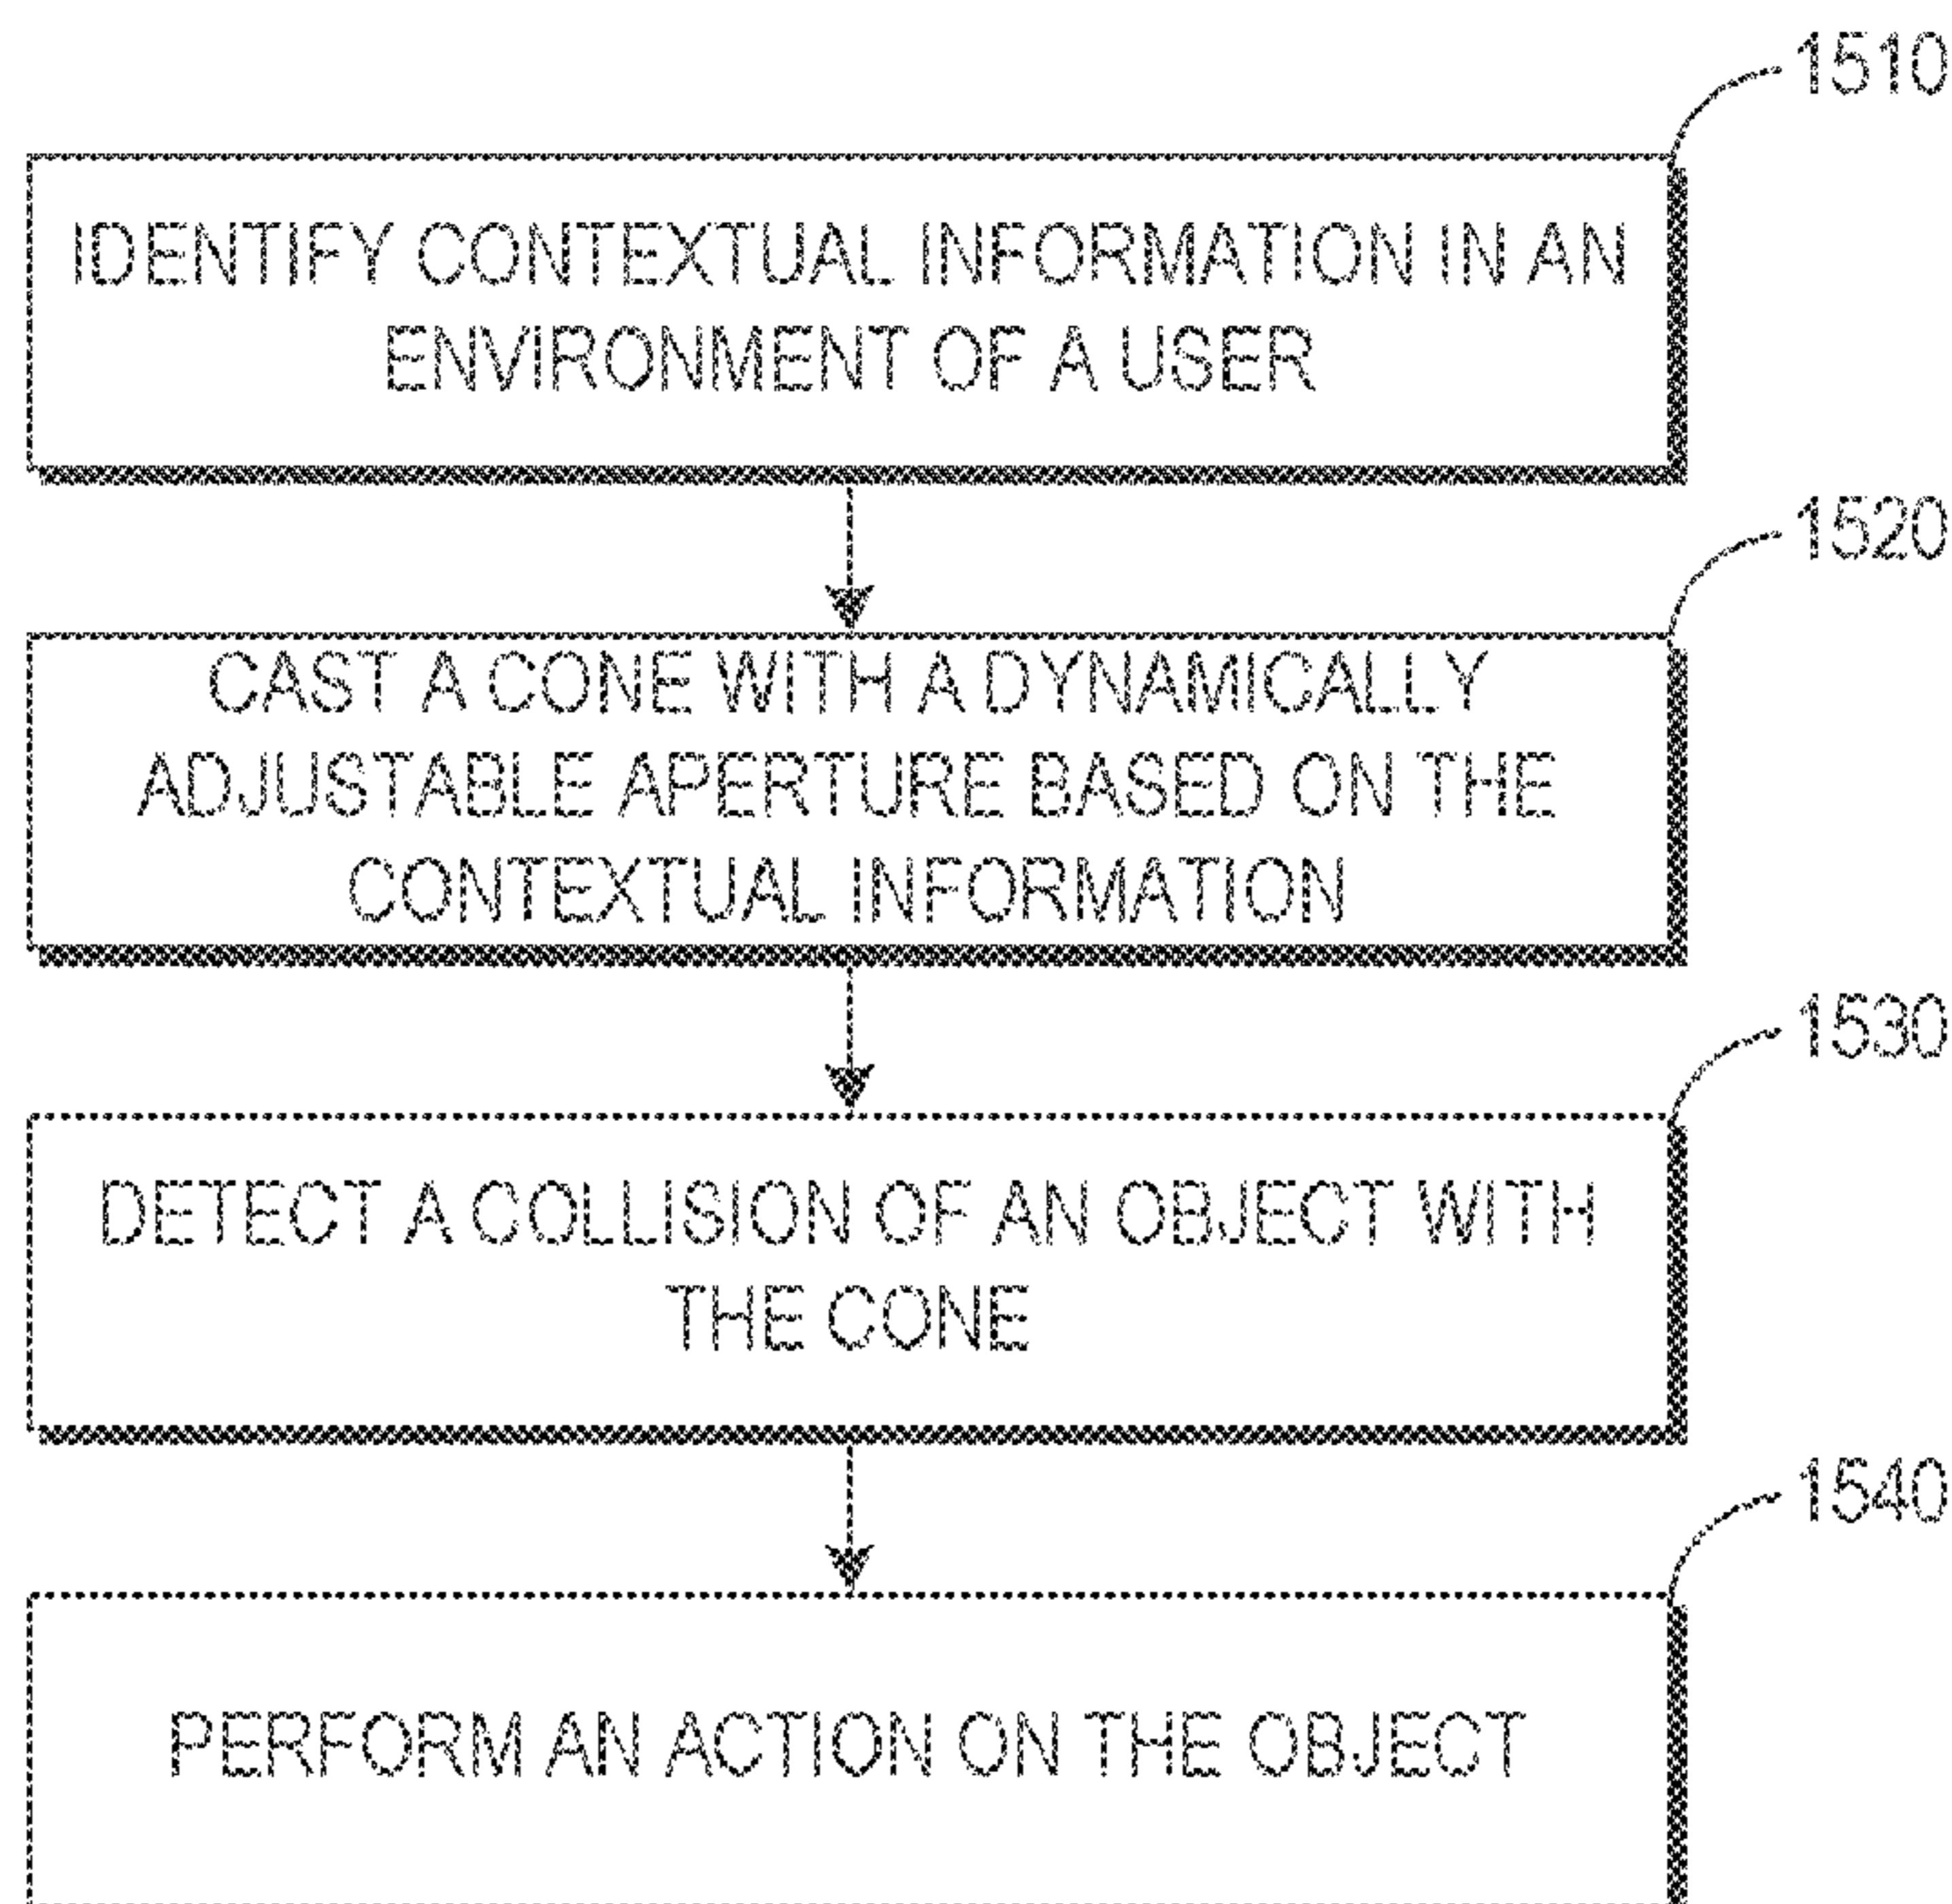 1510
IDENTIFY CONTEXTUAL INFORMATION IN AN
ENVIRONMENT OF A USER
1520
CAST A CONE WITH A DYNAMICALLY
ADJUSTABLE APERTURE BASED ON THE
CONTEXTUAL INFORMATION
1530
DETECT A COLLISION OF AN OBJECT WITH
THE CONE
1540
PERFORM AN ACTION ON THE OBJECT